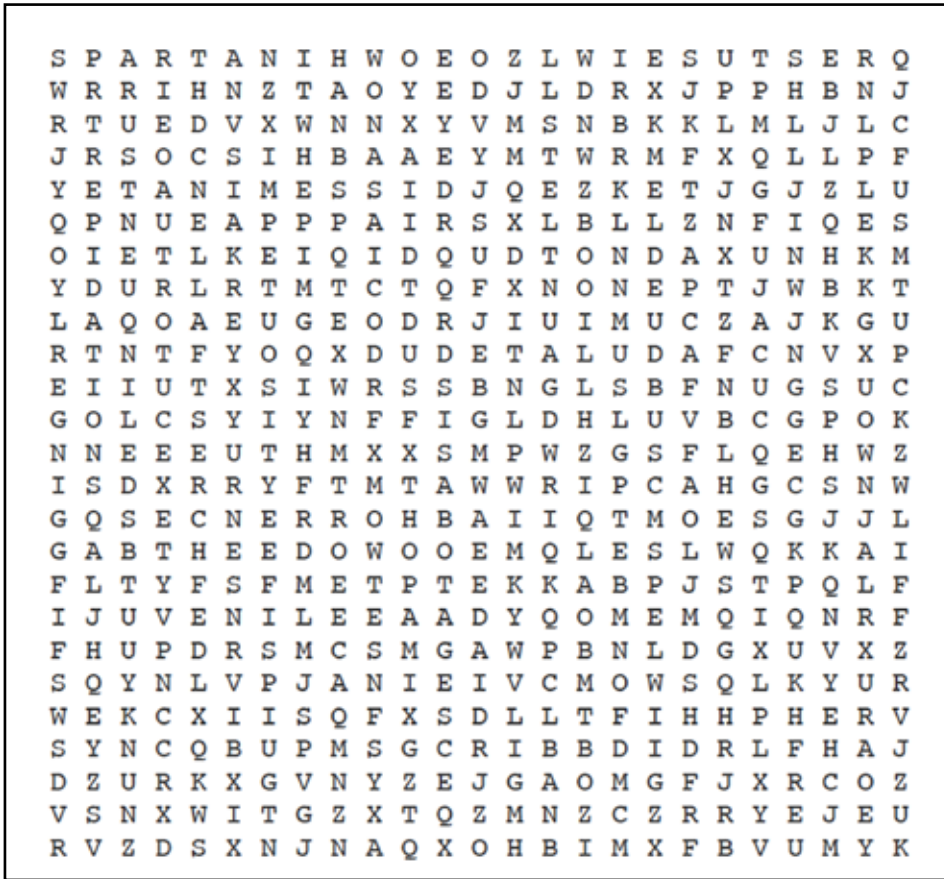 S P A R T A N I H W O E O Z L W I E S U T S E R Q
W R R I H N Z T A O Y E D J L D R X J P P H B N J
R T U E D V X W N N X Y V M S N B K K L M L J L C
J R S O C S I H B A A E Y M T W R M F X Q L L P F
Y E T A N I M E S S I D J Q E Z K E T J G J Z L U
Q P N U E A P P P A I R S X L B L L Z N F I Q E S
O I E T L K E I Q I D Q U D T O N D A X U N H K M
Y D U R L R T M T C T Q F X N O N E P T J W B K T
L A Q O A E U G E O D R J I U I M U C Z A J K G U
R T N T F Y O Q X D U D E T A L U D A F C N V X P
E I I U T X S I W R S S B N G L S B F N U G S U C
G O L C S Y I Y N F F I G L D H L U V B C G P O K
N N E E E U T H M X X S M P W Z G S F L Q E H W Z
I S D X R R Y F T M T A W W R I P C A H G C S N W
G Q S E C N E R R O H B A I I Q T M O E S G J J L
G A B T H E E D O W O O E M Q L E S L W Q K K A I
F L T Y F S F M E T P T E K K A B P J S T P Q L F
I J U V E N I L E E A A D Y Q O M E M Q I Q N R F
F H U P D R S M C S M G A W P B N L D G X U V X Z
S Q Y N L V P J A N I E I V C M O W S Q L K Y U R
W E K C X I I S Q F X S D L L T F I H H P H E R V
S Y N C Q B U P M S G C R I B B D I D R L F H A J
D Z U R K X G V N Y Z E J G A O M G F J X R C O Z
V S N X W I T G Z X T Q Z M N Z C Z R R Y E J E U
R V Z D S X N J N A Q X O H B I M X F B V U M Y K